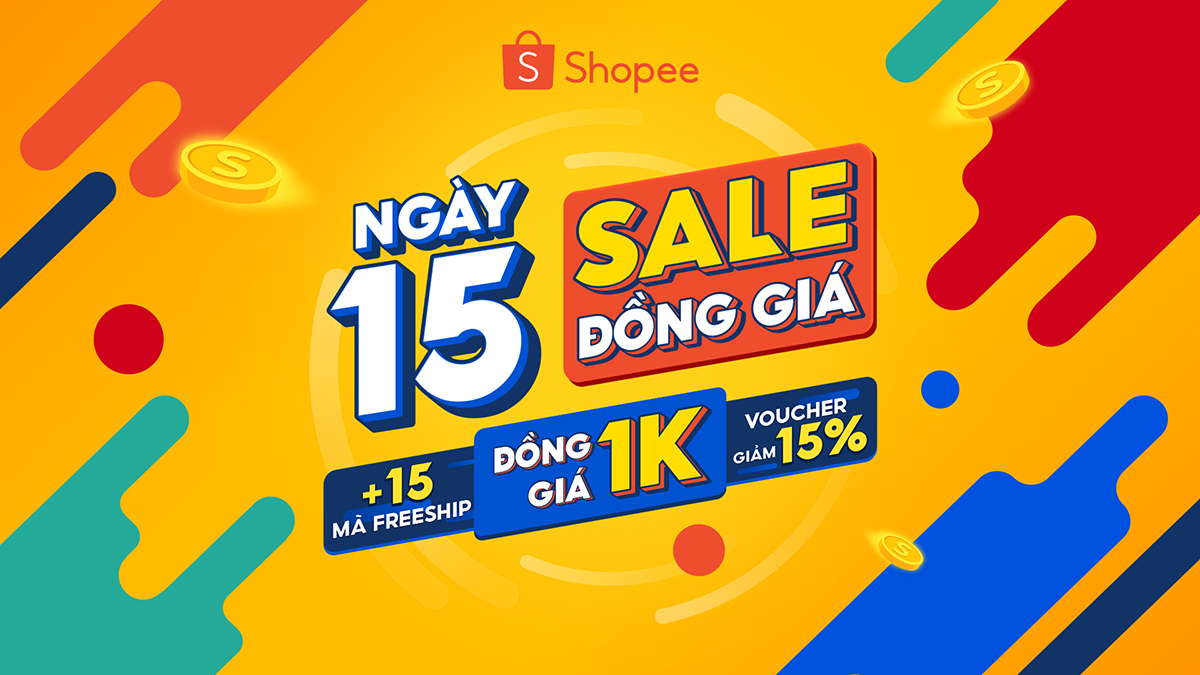 Shopee
NGÀY
15
SALE
ĐỒNG GIÁ
+15
MÃ FREESHIP
ĐỒNG
GIÁ
1K
VOUCHER
GIẢM 15%